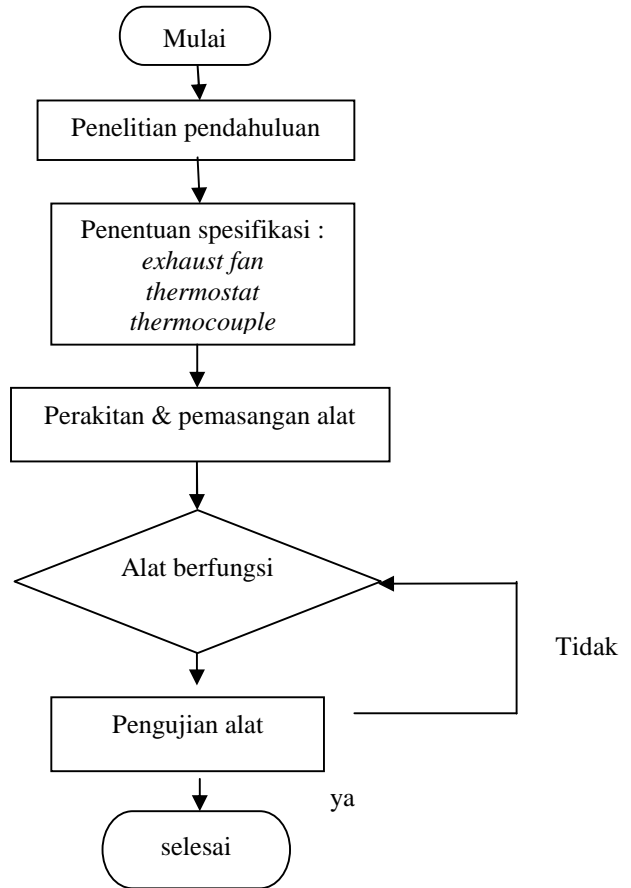 Mulai
Penelitian pendahuluan
Penentuan spesifikasi :
exhaust fan
thermostat
thermocouple
Perakitan & pemasangan alat
Alat berfungsi
Tidak
Pengujian alat
ya
selesai